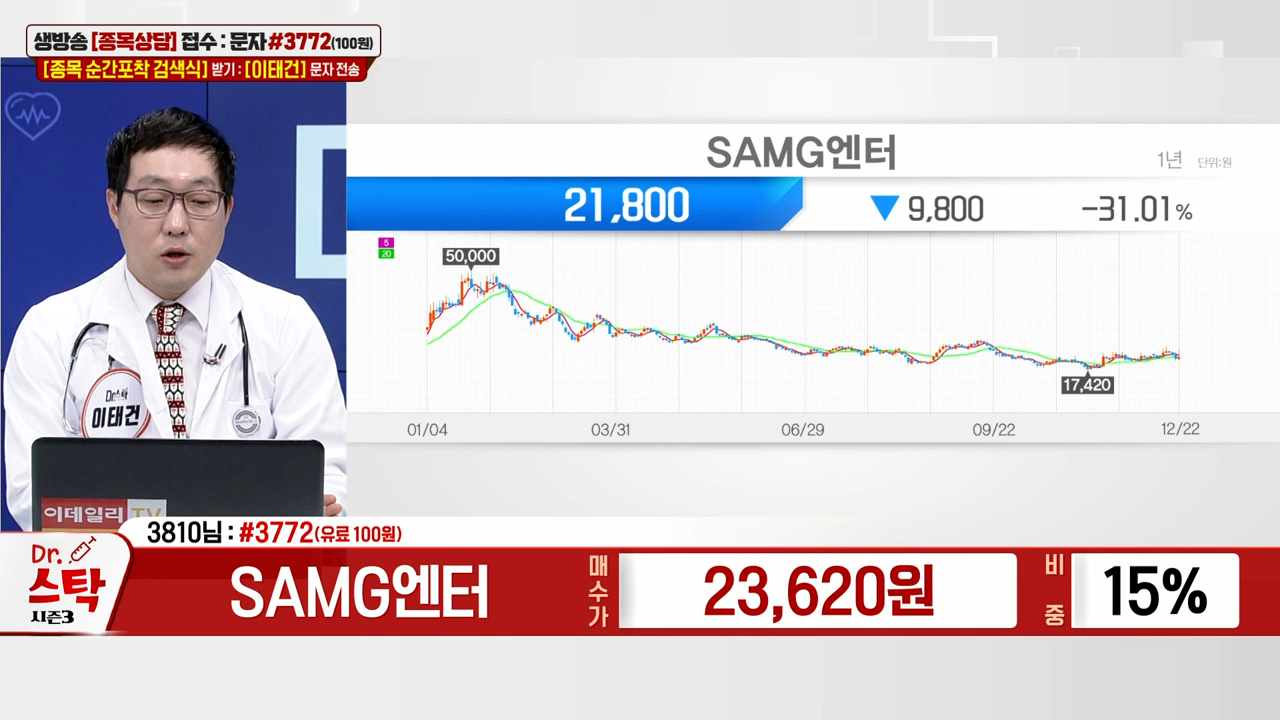 생방송 [종목상담] 접수 : 문자 #3772 (100원)
[종목 순간포착 검색식] 받기 : [이태건] 문자 전송
SAMG엔터
1년 단위:원
21,800 ▼ 9,800 -31.01%
5
20
50,000
17,420
01/04 03/31 06/29 09/22 12/22
Dr.스탁
이태건
이데일리 TV
3810님 : #3772 (유료 100원)
Dr.
스탁
시즌3
SAMG엔터 매수가 23,620원 비중 15%